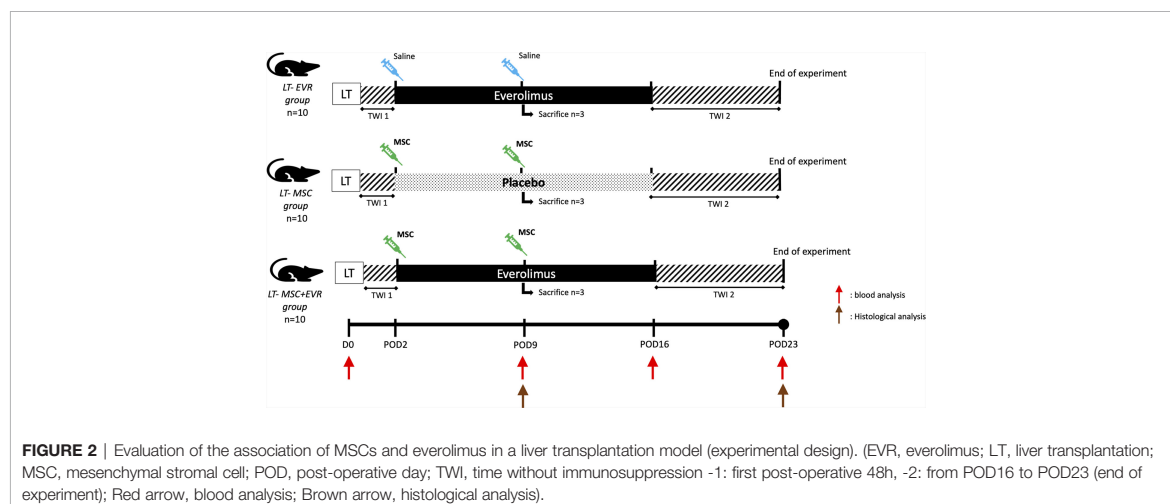 Saline
Saline
End of experiment
LT- EVR
group
n=10
LT
Everolimus
TWI 1
Sacrifice n=3
TWI 2
MSC
MSC
End of experiment
LT- MSC
group
n=10
LT
Placebo
TWI 1
Sacrifice n=3
TWI 2
MSC
MSC
End of experiment
LT- MSC+EVR
group
n=10
LT
Everolimus
TWI 1
Sacrifice n=3
TWI 2
: blood analysis
: Histological analysis
D0
POD2
POD9
POD16
POD23
FIGURE 2 | Evaluation of the association of MSCs and everolimus in a liver transplantation model (experimental design). (EVR, everolimus; LT, liver transplantation;
MSC, mesenchymal stromal cell; POD, post-operative day; TWI, time without immunosuppression -1: first post-operative 48h, -2: from POD16 to POD23 (end of
experiment); Red arrow, blood analysis; Brown arrow, histological analysis).